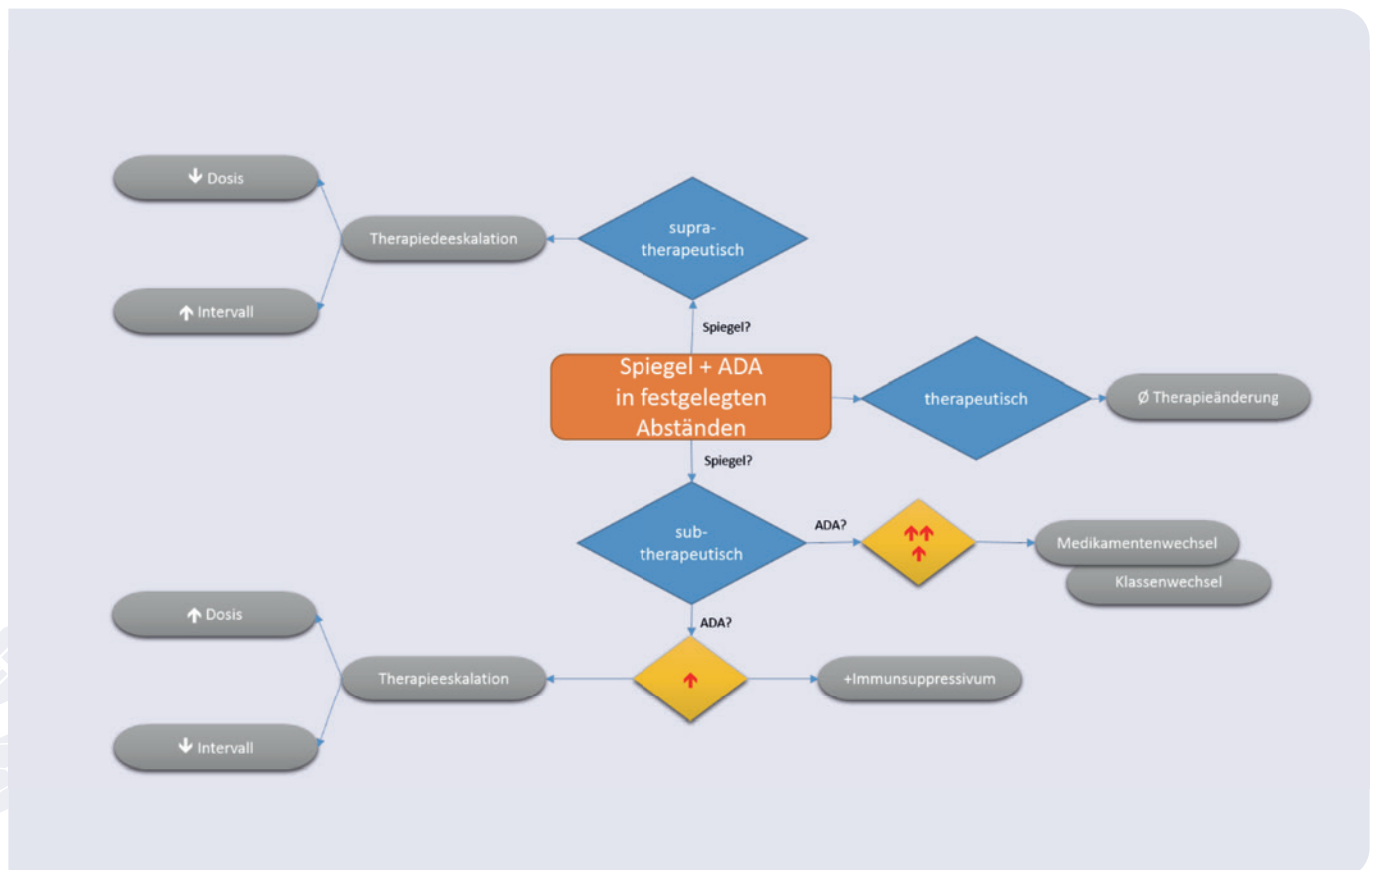 ↓ Dosis
Therapiedeeskalation
↑ Intervall
supra-
therapeutisch
Spiegel?
Spiegel + ADA
in festgelegten
Abständen
therapeutisch
Ø Therapieänderung
Spiegel?
sub-
therapeutisch
ADA?
↑↑
↑
Medikamentenwechsel
Klassenwechsel
ADA?
↑ Dosis
Therapieeskalation
↑
+Immunsuppressivum
↓ Intervall